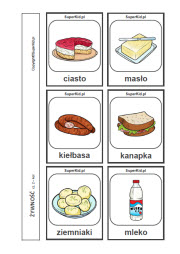 SuperKid.pl
ciasto
SuperKid.pl
masło
SuperKid.pl
kiełbasa
SuperKid.pl
kanapka
SuperKid.pl
ziemniaki
SuperKid.pl
mleko
ŻYWNOŚĆ